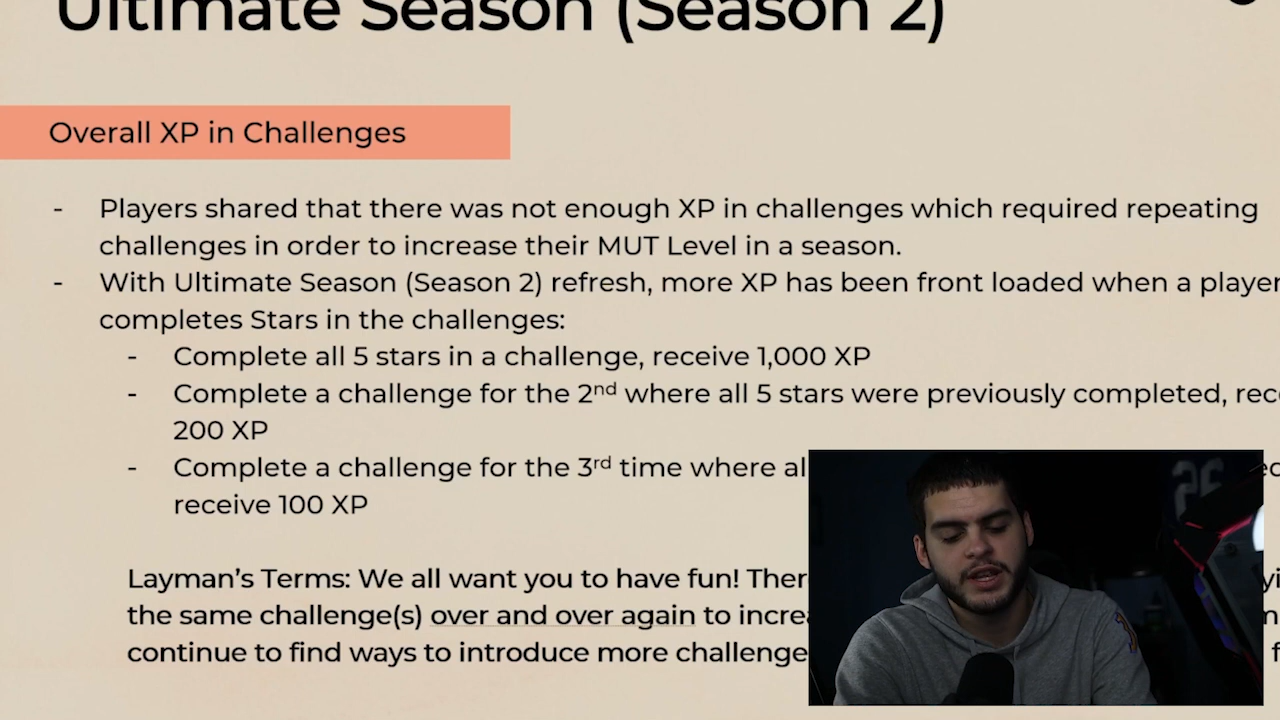 Ultimate Season (Season 2)
Overall XP in Challenges
- Players shared that there was not enough XP in challenges which required repeating
challenges in order to increase their MUT Level in a season.
- With Ultimate Season (Season 2) refresh, more XP has been front loaded when a player
completes Stars in the challenges:
- Complete all 5 stars in a challenge, receive 1,000 XP
- Complete a challenge for the 2nd where all 5 stars were previously completed,
200 XP
- Complete a challenge for the 3rd time where
receive 100 XP
Layman's Terms: We all want you to have fun!
the same challenge(s) over and over again to
continue to find ways to introduce more
26